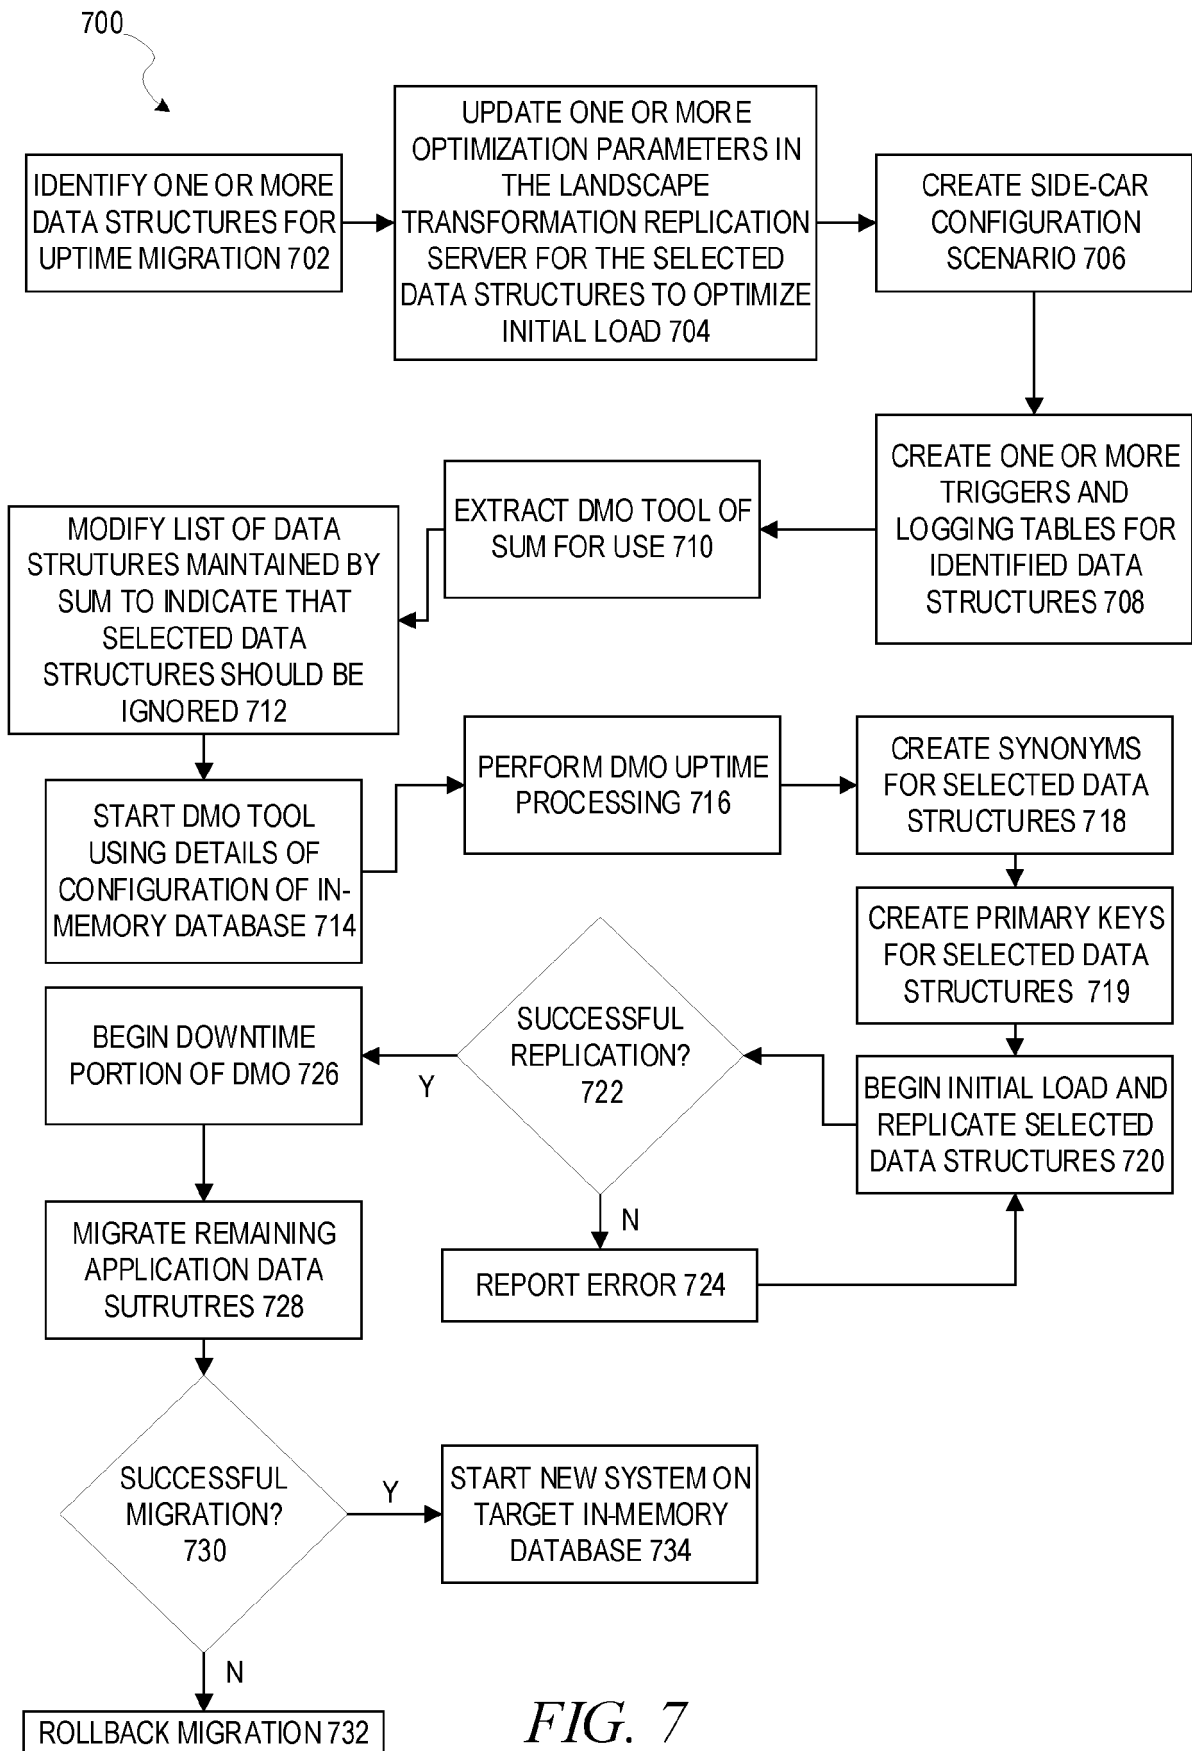 700
IDENTIFY ONE OR MORE
DATA STRUCTURES FOR
UPTIME MIGRATION 702
UPDATE ONE OR MORE
OPTIMIZATION PARAMETERS IN
THE LANDSCAPE
TRANSFORMATION REPLICATION
SERVER FOR THE SELECTED
DATA STRUCTURES TO OPTIMIZE
INITIAL LOAD 704
CREATE SIDE-CAR
CONFIGURATION
SCENARIO 706
CREATE ONE OR MORE
TRIGGERS AND
LOGGING TABLES FOR
IDENTIFIED DATA
STRUCTURES 708
EXTRACT DMO TOOL OF
SUM FOR USE 710
MODIFY LIST OF DATA
STRUTURES MAINTAINED BY
SUM TO INDICATE THAT
SELECTED DATA
STRUCTURES SHOULD BE
IGNORED 712
START DMO TOOL
USING DETAILS OF
CONFIGURATION OF IN-
MEMORY DATABASE 714
PERFORM DMO UPTIME
PROCESSING 716
CREATE SYNONYMS
FOR SELECTED DATA
STRUCTURES 718
CREATE PRIMARY KEYS
FOR SELECTED DATA
STRUCTURES 719
BEGIN INITIAL LOAD AND
REPLICATE SELECTED
DATA STRUCTURES 720
SUCCESSFUL
REPLICATION?
722
Y
N
REPORT ERROR 724
BEGIN DOWNTIME
PORTION OF DMO 726
MIGRATE REMAINING
APPLICATION DATA
SUTRUTRES 728
SUCCESSFUL
MIGRATION?
730
Y
START NEW SYSTEM ON
TARGET IN-MEMORY
DATABASE 734
N
ROLLBACK MIGRATION 732
FIG. 7